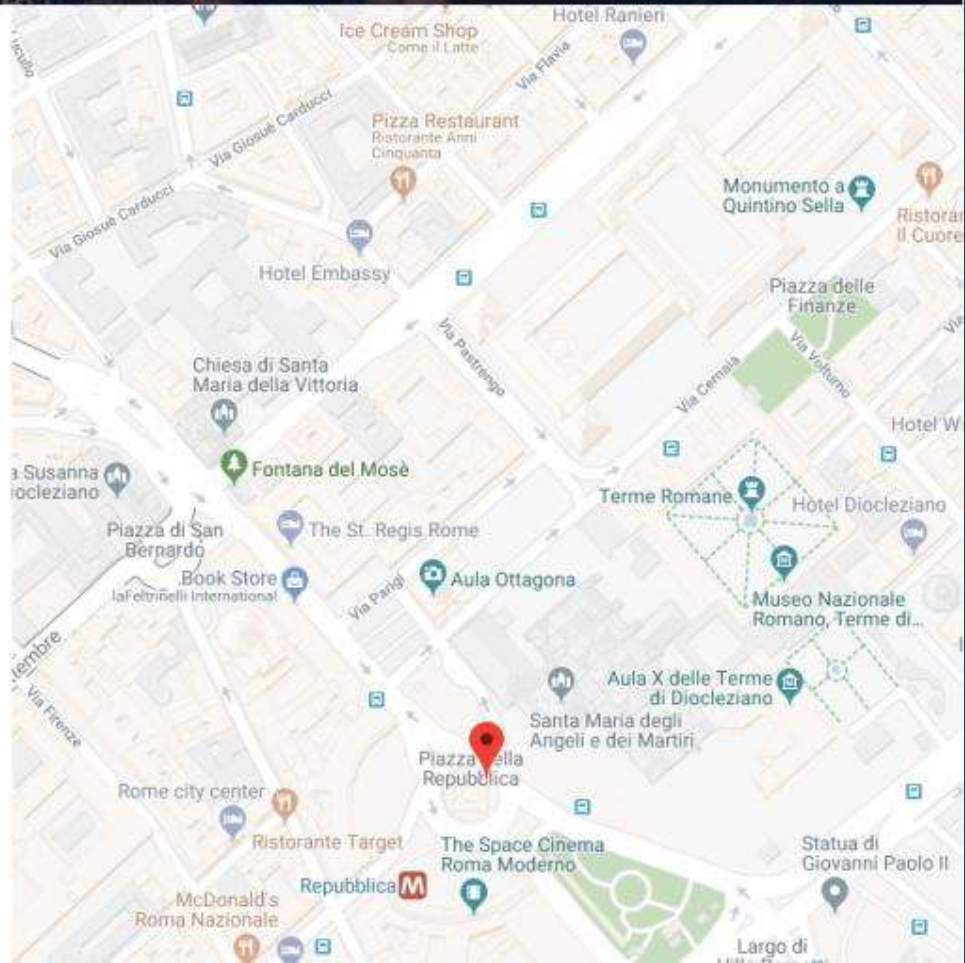 Hotel Ranieri
Ice Cream Shop
Come il Latte
Via Flavia
Via Giosuè Carducci
Pizza Restaurant
Ristorante Anni
Cinquanta
Via Giosuè Carducci
Monumento a
Quintino Sella
Ristorar
Il Cuore
Hotel Embassy
Piazza delle
Finanze
Via Pastrengo
Via Volturno
Via Cernaia
Chiesa di Santa
Maria della Vittoria
Hotel W
Fontana del Mosè
a Susanna
iocleziano
Terme Romane
Hotel Diocleziano
Piazza di San
Bernardo
The St. Regis Rome
Book Store
laFeltrinelli International
Via Parigi
Aula Ottagona
Museo Nazionale
Romano, Terme di...
tembre
Via Firenze
Aula X delle Terme
di Diocleziano
Santa Maria degli
Angeli e dei Martiri
Piazza della
Repubblica
Rome city center
Ristorante Target
The Space Cinema
Roma Moderno
Statua di
Giovanni Paolo II
Repubblica M
McDonald's
Roma Nazionale
Largo di